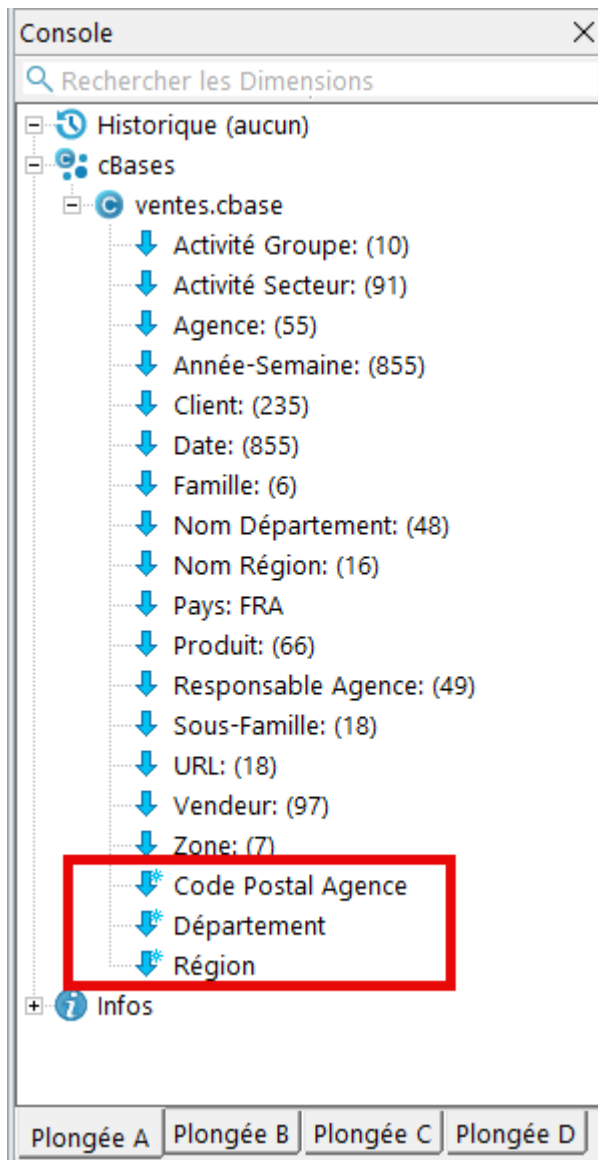 Console
Rechercher les Dimensions
Historique (aucun)
cBases
ventes.cbase
Activité Groupe: (10)
Activité Secteur: (91)
Agence: (55)
Année-Semaine: (855)
Client: (235)
Date: (855)
Famille: (6)
Nom Département: (48)
Nom Région: (16)
Pays: FRA
Produit: (66)
Responsable Agence: (49)
Sous-Famille: (18)
URL: (18)
Vendeur: (97)
Zone: (7)
Code Postal Agence
Département
Région
Infos
Plongée A Plongée B Plongée C Plongée D